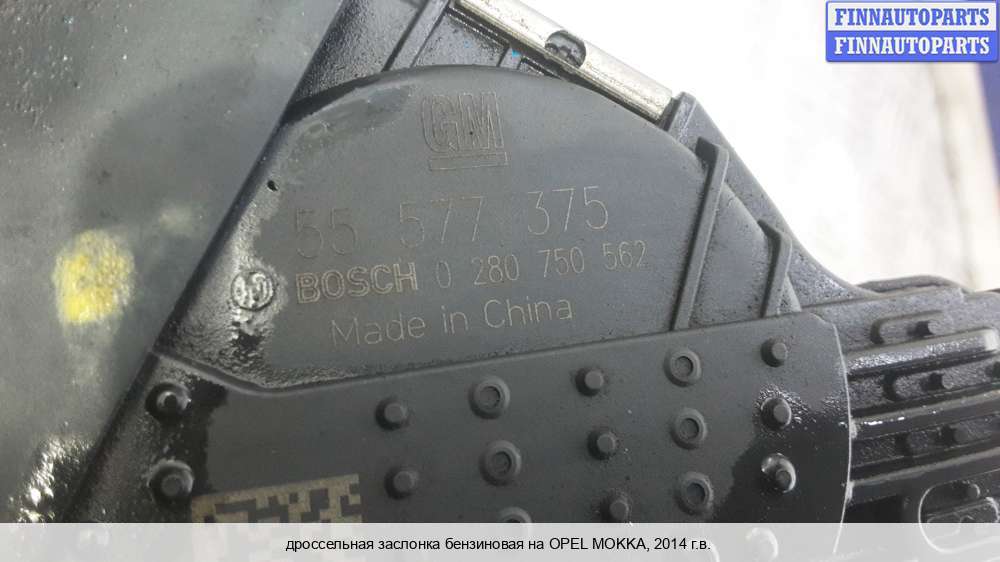 FINNAUTOPARTS
FINNAUTOPARTS
GM
55 577 375
BOSCH 0 280 750 562
Made in China
дроссельная заслонка бензиновая на OPEL MOKKA, 2014 г.в.